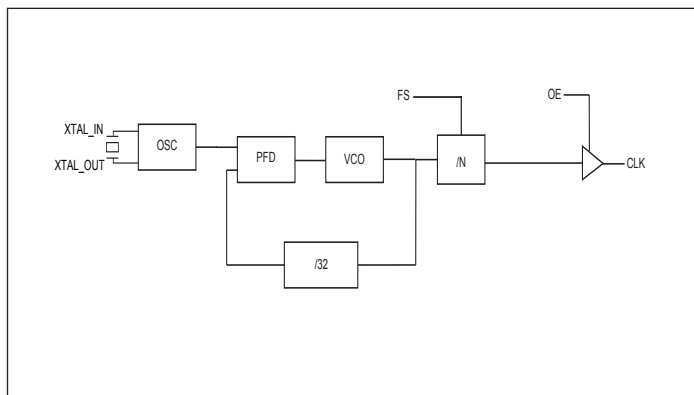 FS
OE
XTAL_IN
OSC
XTAL_OUT
PFD
VCO
/N
CLK
/32